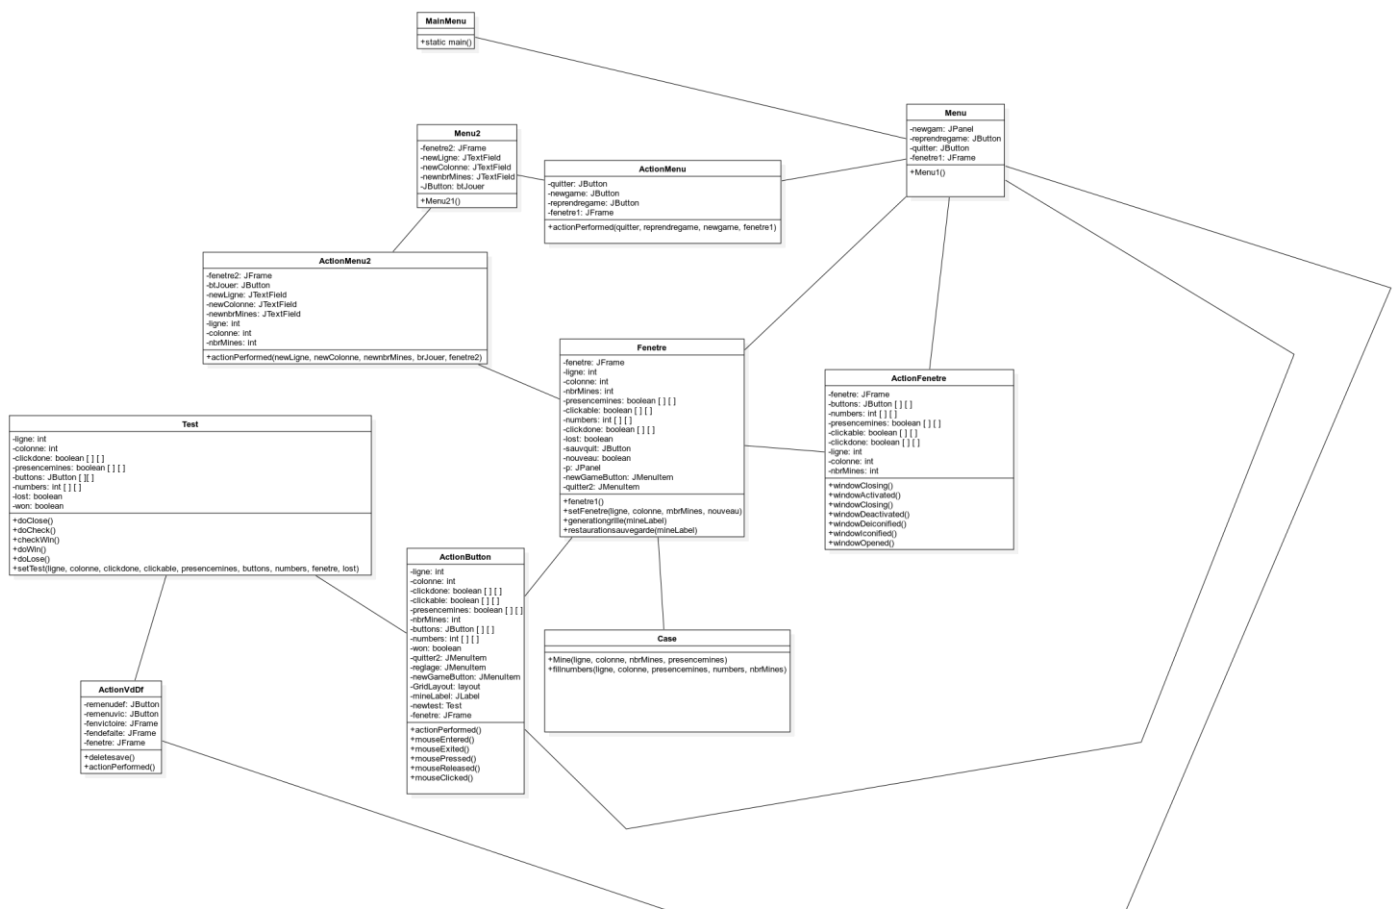 MainMenu
+static main()
Menu
-newgam: JPanel
-reprendregame: JButton
-quitter: JButton
-fenetre1: JFrame
+Menu1()
Menu2
-fenetre2: JFrame
-newLigne: JTextField
-newColonne: JTextField
-newnbrMines: JTextField
-JButton: btJouer
+Menu21()
ActionMenu
-quitter: JButton
-newgame: JButton
-reprendregame: JButton
-fenetre1: JFrame
+actionPerformed(quitter, reprendregame, newgame, fenetre1)
ActionMenu2
-fenetre2: JFrame
-btJouer: JButton
-newLigne: JTextField
-newColonne: JTextField
-newnbrMines: JTextField
-ligne: int
-colonne: int
-nbrMines: int
+actionPerformed(newLigne, newColonne, newnbrMines, brJouer, fenetre2)
Fenetre
-fenetre: JFrame
-ligne: int
-colonne: int
-nbrMines: int
-presencemines: boolean [ ] [ ]
-clickable: boolean [ ] [ ]
-numbers: int [ ] [ ]
-clickdone: boolean [ ] [ ]
-lost: boolean
-sauvquit: JButton
-nouveau: boolean
-p: JPanel
-newGameButton: JMenuItem
-quitter2: JMenuItem
+fenetre1()
+setFenetre(ligne, colonne, mbrMines, nouveau)
+generationgrille(mineLabel)
+restaurationsauvegarde(mineLabel)
ActionFenetre
-fenetre: JFrame
-buttons: JButton [ ] [ ]
-numbers: int [ ] [ ]
-presencemines: boolean [ ] [ ]
-clickable: boolean [ ] [ ]
-clickdone: boolean [ ] [ ]
-ligne: int
-colonne: int
-nbrMines: int
+windowClosing()
+windowActivated()
+windowClosing()
+windowDeactivated()
+windowDeiconified()
+windowIconified()
+windowOpened()
Test
-ligne: int
-colonne: int
-clickdone: boolean [ ] [ ]
-presencemines: boolean [ ] [ ]
-buttons: JButton [ ][ ]
-numbers: int [ ] [ ]
-lost: boolean
-won: boolean
+doClose()
+doCheck()
+checkWin()
+doWin()
+doLose()
+setTest(ligne, colonne, clickdone, clickable, presencemines, buttons, numbers, fenetre, lost)
ActionButton
-ligne: int
-colonne: int
-clickdone: boolean [ ] [ ]
-clickable: boolean [ ] [ ]
-presencemines: boolean [ ] [ ]
-nbrMines: int
-buttons: JButton [ ] [ ]
-numbers: int [ ] [ ]
-won: boolean
-quitter2: JMenuItem
-reglage: JMenuItem
-newGameButton: JMenuItem
-GridLayout: layout
-mineLabel: JLabel
-newtest: Test
-fenetre: JFrame
+actionPerformed()
+mouseEntered()
+mouseExited()
+mousePressed()
+mouseReleased()
+mouseClicked()
Case
+Mine(ligne, colonne, nbrMines, presencemines)
+fillnumbers(ligne, colonne, presencemines, numbers, nbrMines)
ActionVdDf
-remenudef: JButton
-remenuvic: JButton
-fenvictoire: JFrame
-fendefaite: JFrame
-fenetre: JFrame
+deletesave()
+actionPerformed()